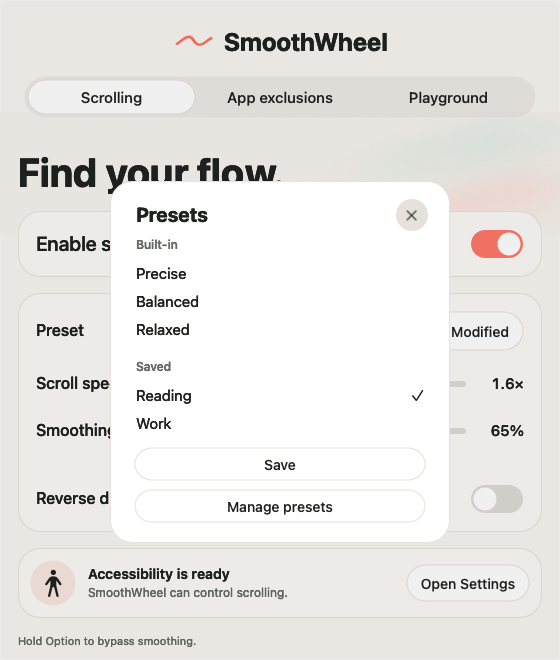 SmoothWheel
Scrolling
App exclusions
Playground
Find your flow.
Enable s
Presets
Built-in
Precise
Balanced
Relaxed
Saved
Reading
Work
Save
Manage presets
Preset
Modified
Scroll spe
1.6×
Smoothing
65%
Reverse d
Accessibility is ready
SmoothWheel can control scrolling.
Open Settings
Hold Option to bypass smoothing.